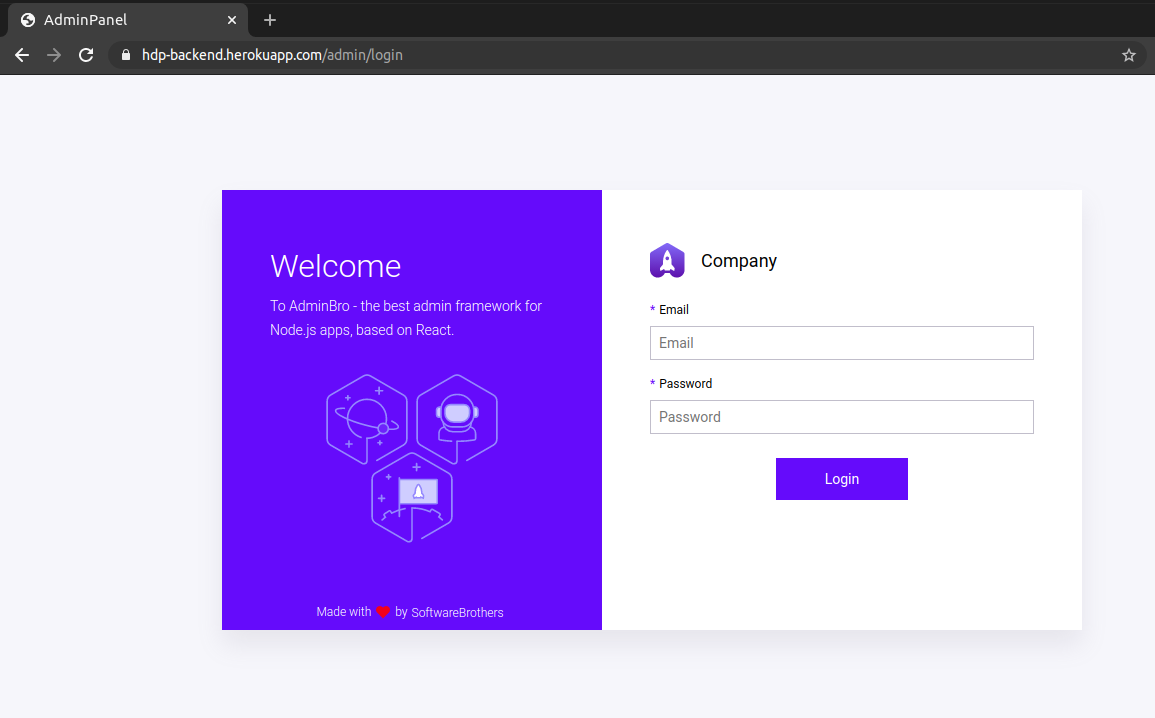 AdminPanel
hdp-backend.herokuapp.com/admin/login
Welcome
To AdminBro - the best admin framework for
Node.js apps, based on React.
Made with ❤ by SoftwareBrothers
Company
* Email
Email
* Password
Password
Login